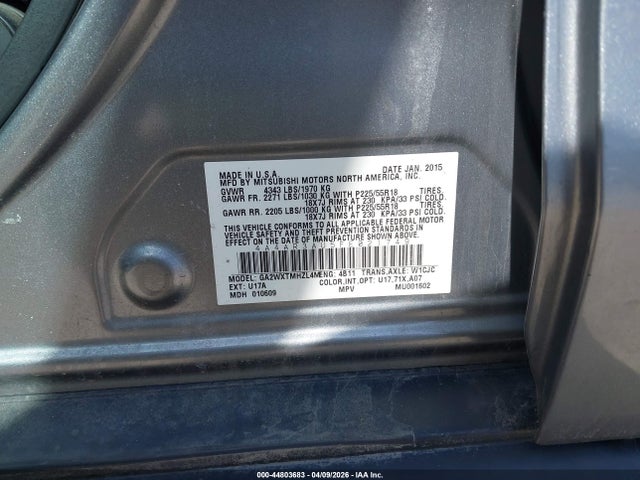 MADE IN U.S.A. DATE JAN. 2015
MFD BY MITSUBISHI MOTORS NORTH AMERICA, INC.
GVWR 4343 LBS/1970 KG
GAWR FR. 2271 LBS/1030 KG WITH P225/55R18 TIRES,
18X7J RIMS AT 230 KPA/33 PSI COLD.
GAWR RR. 2205 LBS/1000 KG WITH P225/55R18 TIRES,
18X7J RIMS AT 230 KPA/33 PSI COLD.
THIS VEHICLE CONFORMS TO ALL APPLICABLE FEDERAL MOTOR
VEHICLE SAFETY AND THEFT PREVENTION STANDARDS IN
EFFECT ON THE DATE OF MANUFACTURE SHOWN ABOVE.
MODEL: GA2WXTMHZL4M ENG: 4B11 TRANS.AXLE: W1CJC
EXT: U17A COLOR,INT,OPT: U17,71X,A07
MDH 010609 MPV MU001602
000-44803683 - 04/09/2026 - IAA Inc.